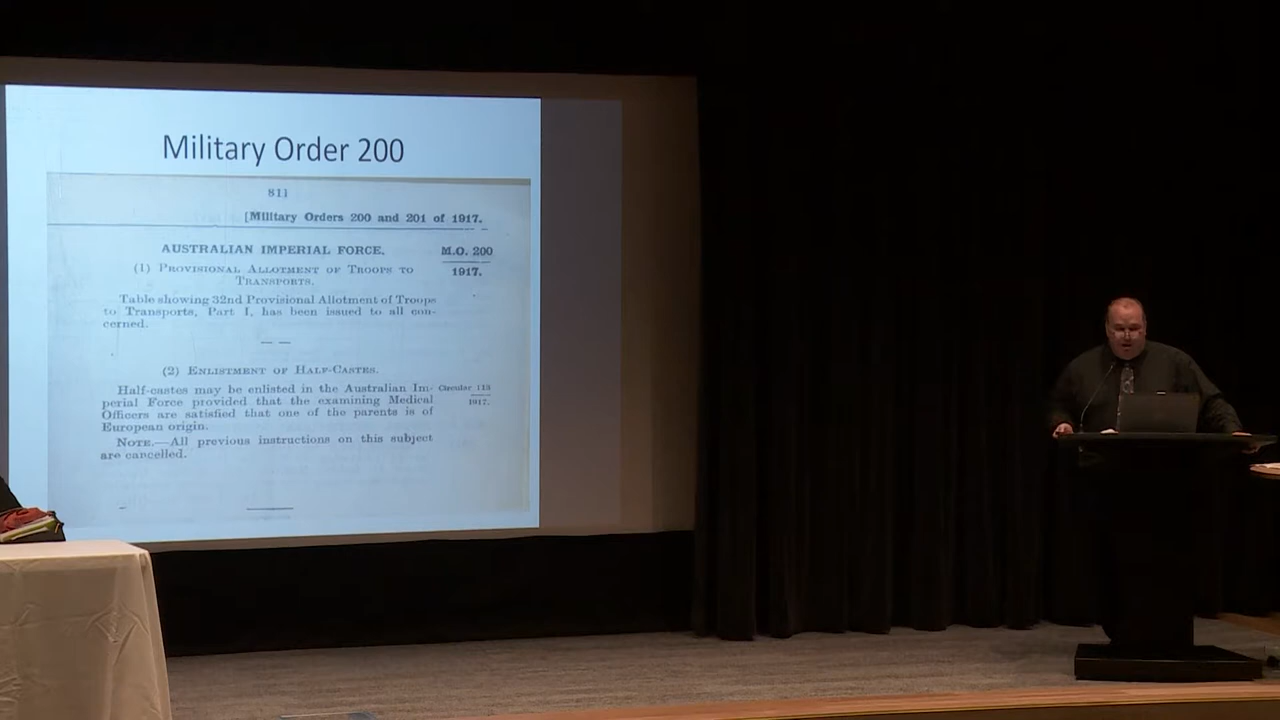 Military Order 200
811
[Military Orders 200 and 201 of 1917.
AUSTRALIAN IMPERIAL FORCE.
M.O. 200
1917.
(1) PROVISIONAL ALLOTMENT OF TROOPS TO
TRANSPORTS.
Table showing 32nd Provisional Allotment of Troops
to Transports, Part I, has been issued to all con-
cerned.
(2) ENLISTMENT OF HALF-CASTES.
Half-castes may be enlisted in the Australian Im-
perial Force provided that the examining Medical
Officers are satisfied that one of the parents is of
European origin.
Circular 113
1917.
NOTE.—All previous instructions on this subject
are cancelled.